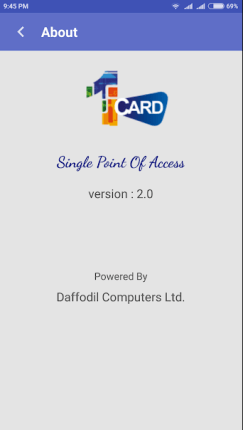 9:45 PM 69%
About
1 CARD
Single Point Of Access
version : 2.0
Powered By
Daffodil Computers Ltd.